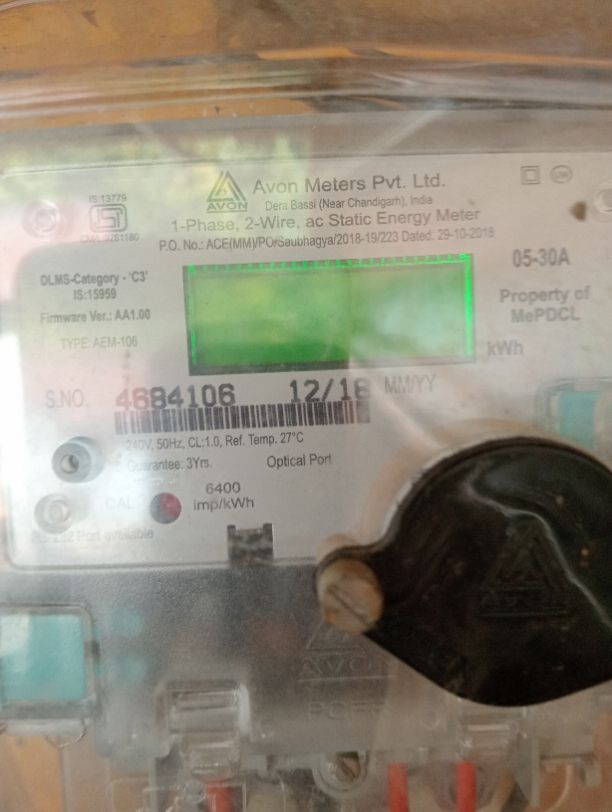 Avon Meters Pvt. Ltd.
AVON
Dera Bassi (Near Chandigarh), India
IS:13779
ISI
1-Phase, 2-Wire, ac Static Energy Meter
P.O. No.: ACE(MM)/PO/Saubhagya/2018-19/223 Dated: 29-10-2018
DLMS-Category - 'C3'
IS:15959
Firmware Ver.: AA1.00
TYPE: AEM-106
05-30A
Property of
MePDCL
kWh
S.NO. 4684106 12/18 MM/YY
240V, 50Hz, CL:1.0, Ref. Temp. 27°C
Guarantee: 3Yrs. Optical Port
CAL
6400
imp/kWh
Port available
AVON